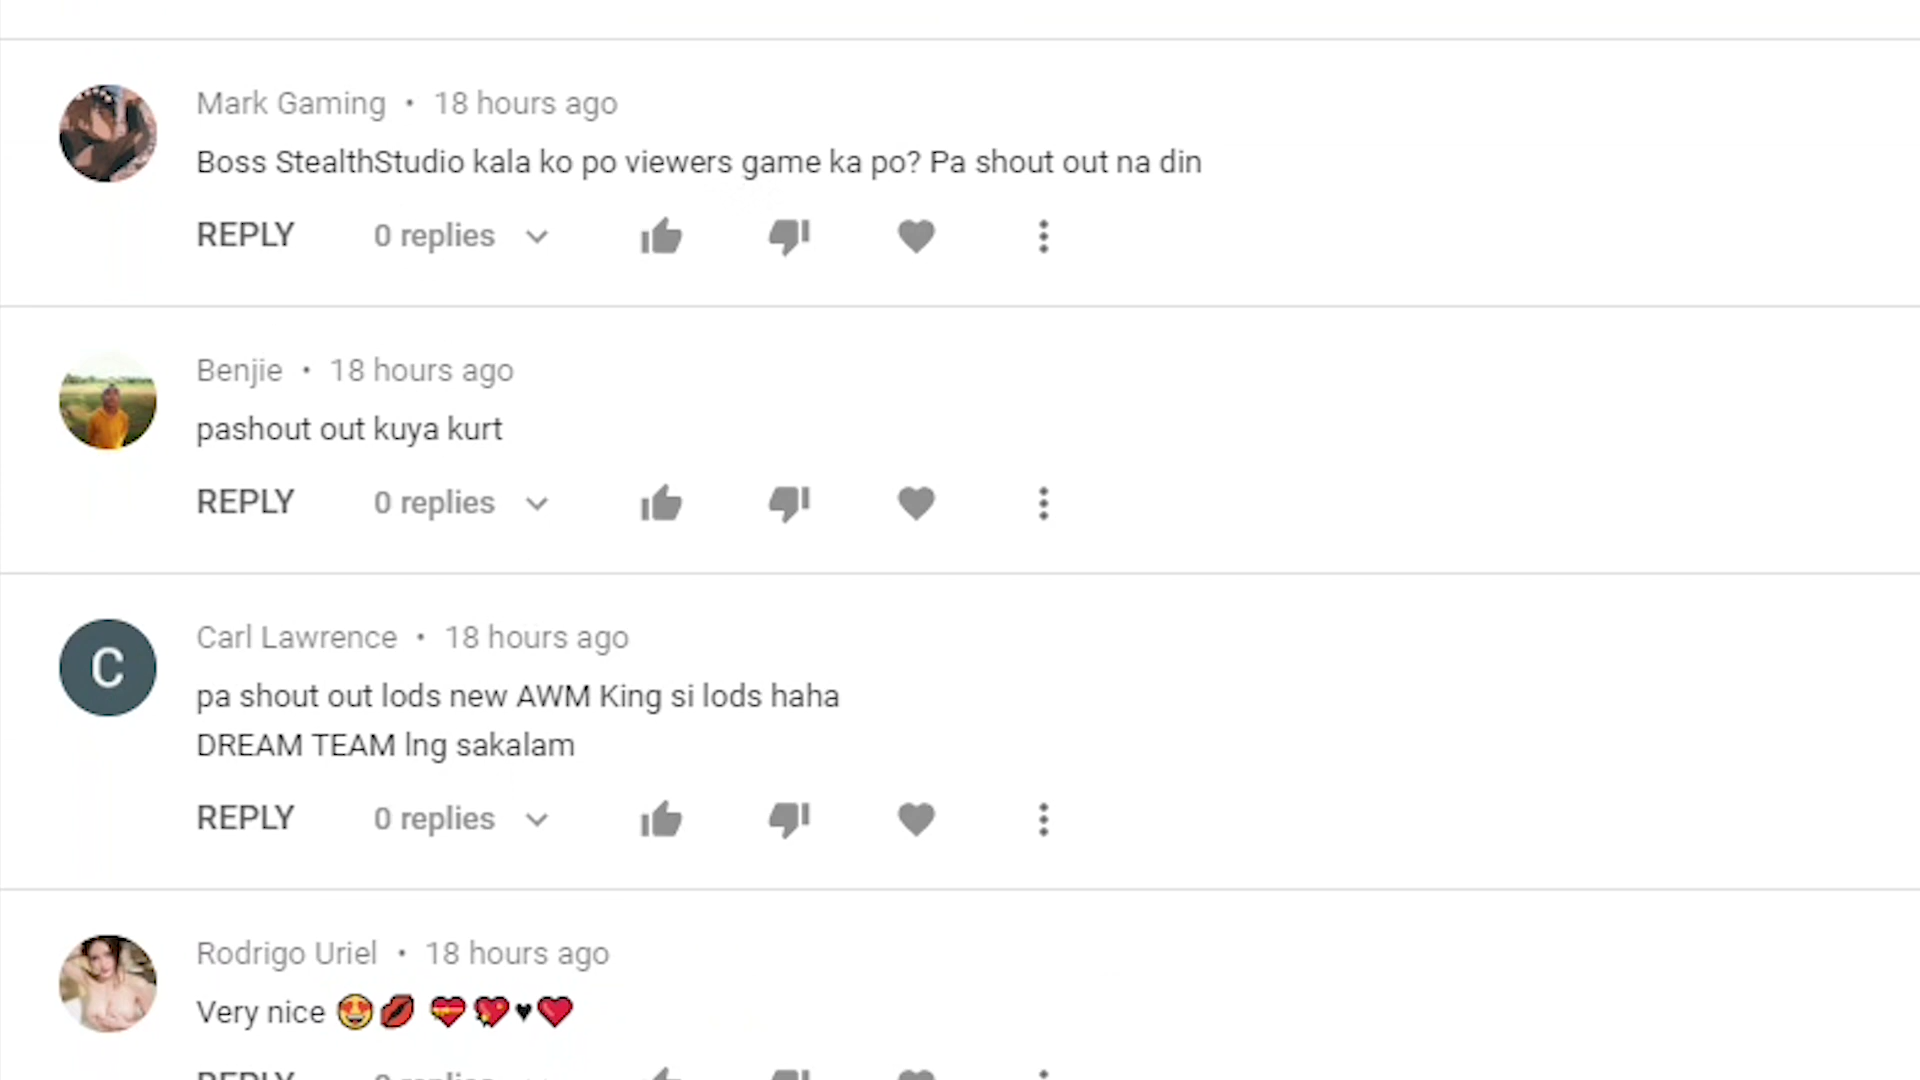 Mark Gaming • 18 hours ago
Boss StealthStudio kala ko po viewers game ka po? Pa shout out na din
REPLY 0 replies
Benjie • 18 hours ago
pashout out kuya kurt
REPLY 0 replies
C
Carl Lawrence • 18 hours ago
pa shout out lods new AWM King si lods haha
DREAM TEAM lng sakalam
REPLY 0 replies
Rodrigo Uriel • 18 hours ago
Very nice 😍💋 💝💖♥❤️
REPLY 0 replies